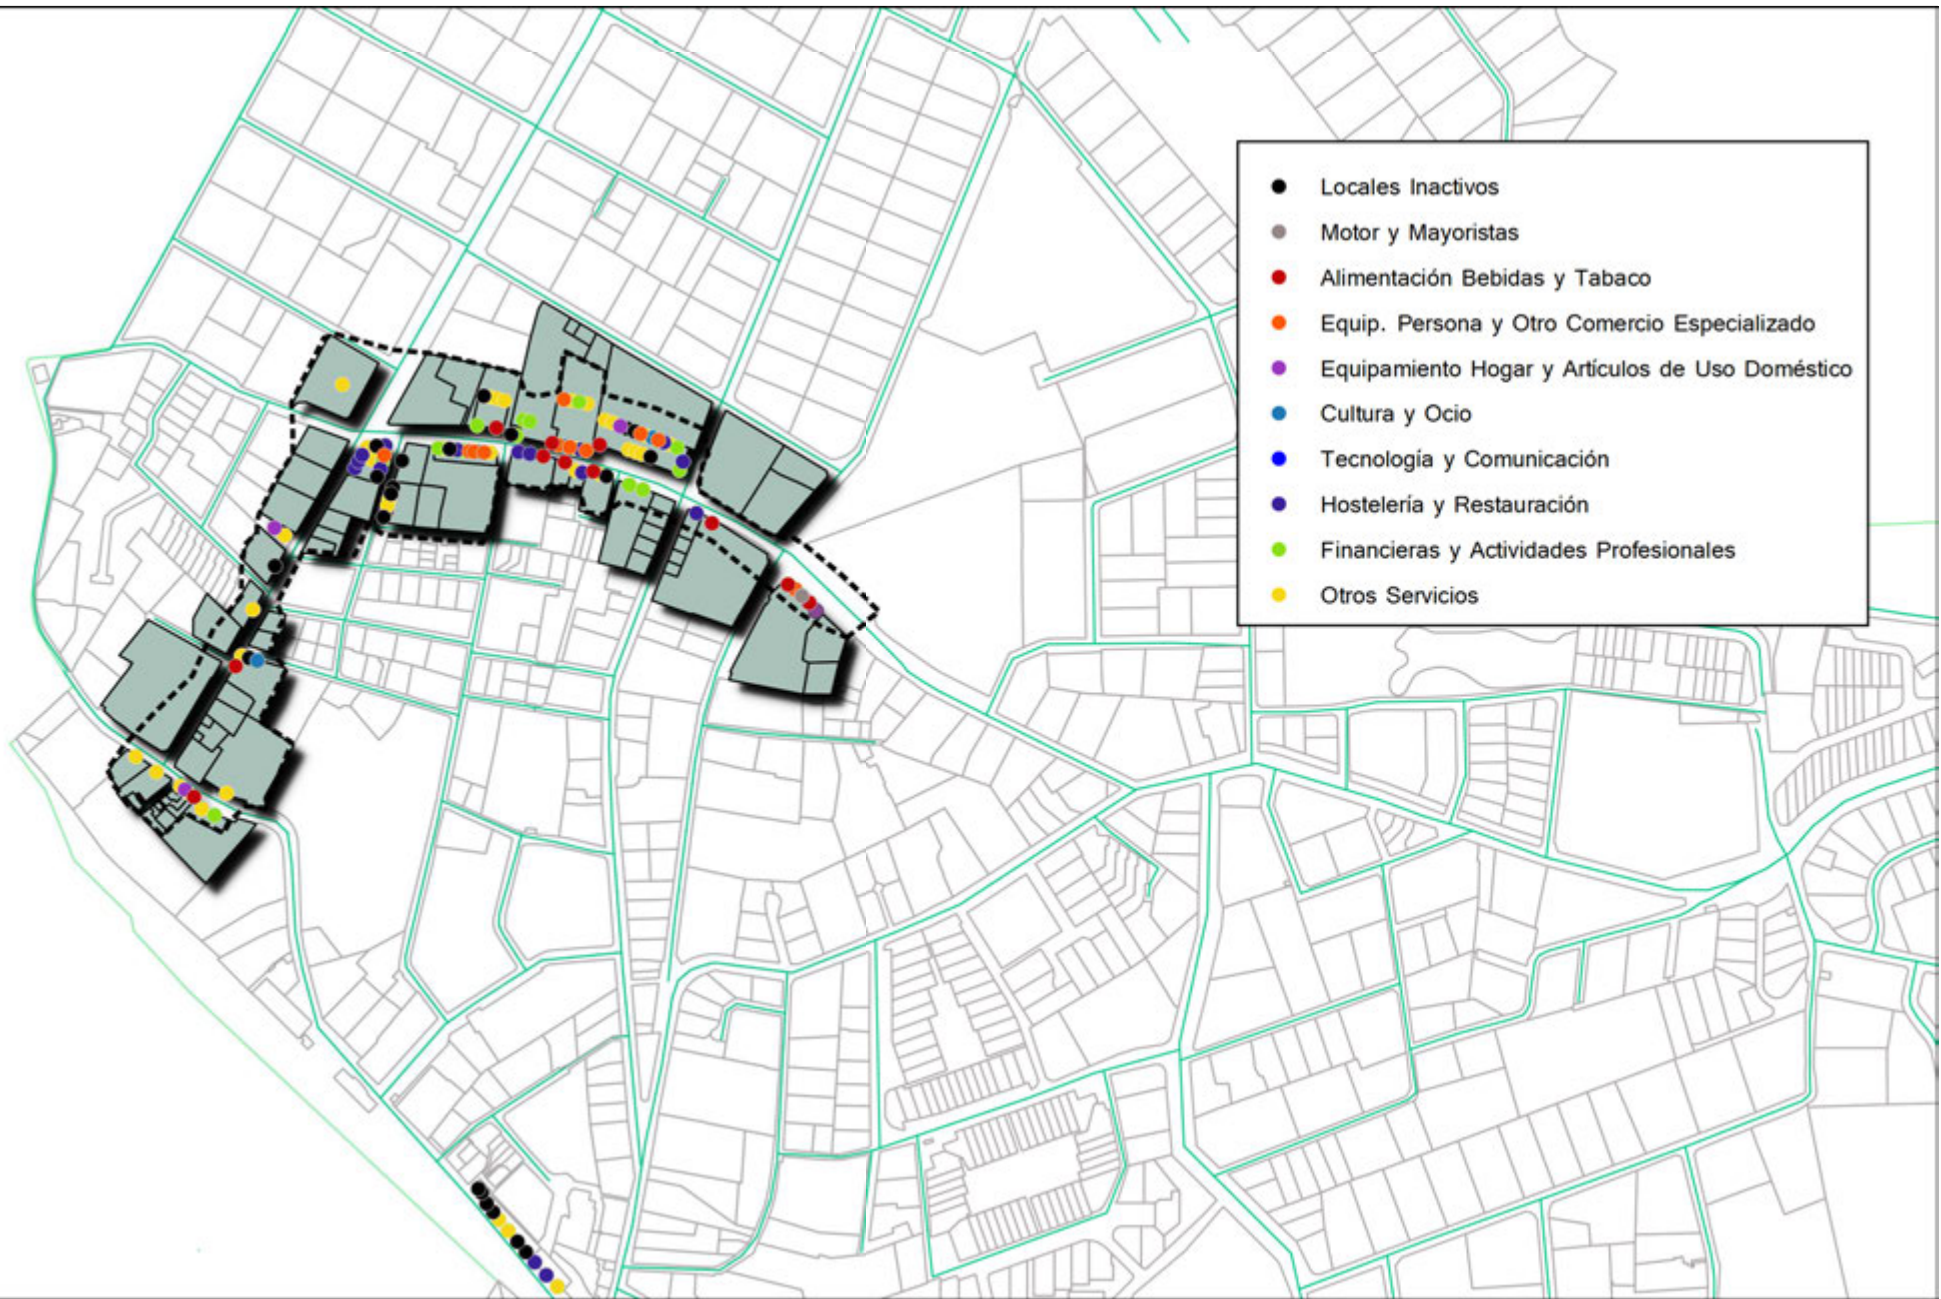 Locales Inactivos
Motor y Mayoristas
Alimentación Bebidas y Tabaco
Equip. Persona y Otro Comercio Especializado
Equipamiento Hogar y Artículos de Uso Doméstico
Cultura y Ocio
Tecnología y Comunicación
Hostelería y Restauración
Financieras y Actividades Profesionales
Otros Servicios